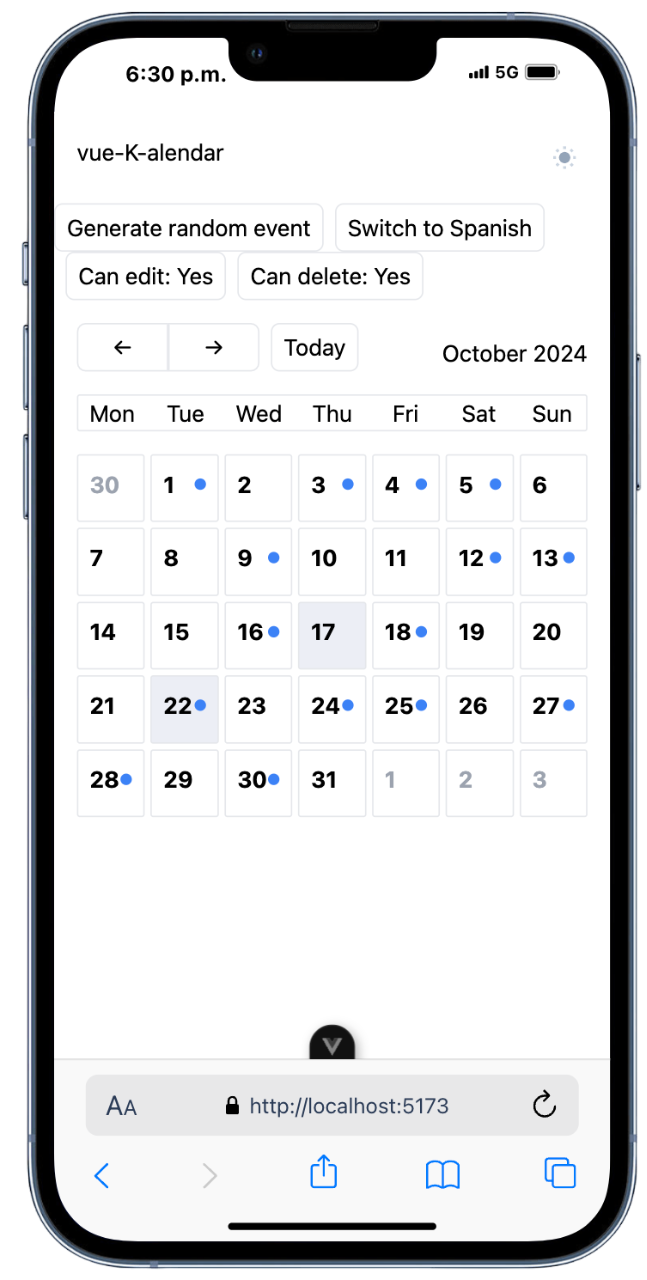 6:30 p.m. 5G
vue-K-alendar
Generate random event Switch to Spanish
Can edit: Yes Can delete: Yes
← → Today October 2024
Mon Tue Wed Thu Fri Sat Sun
30 1 2 3 4 5 6
7 8 9 10 11 12 13
14 15 16 17 18 19 20
21 22 23 24 25 26 27
28 29 30 31 1 2 3
AA http://localhost:5173